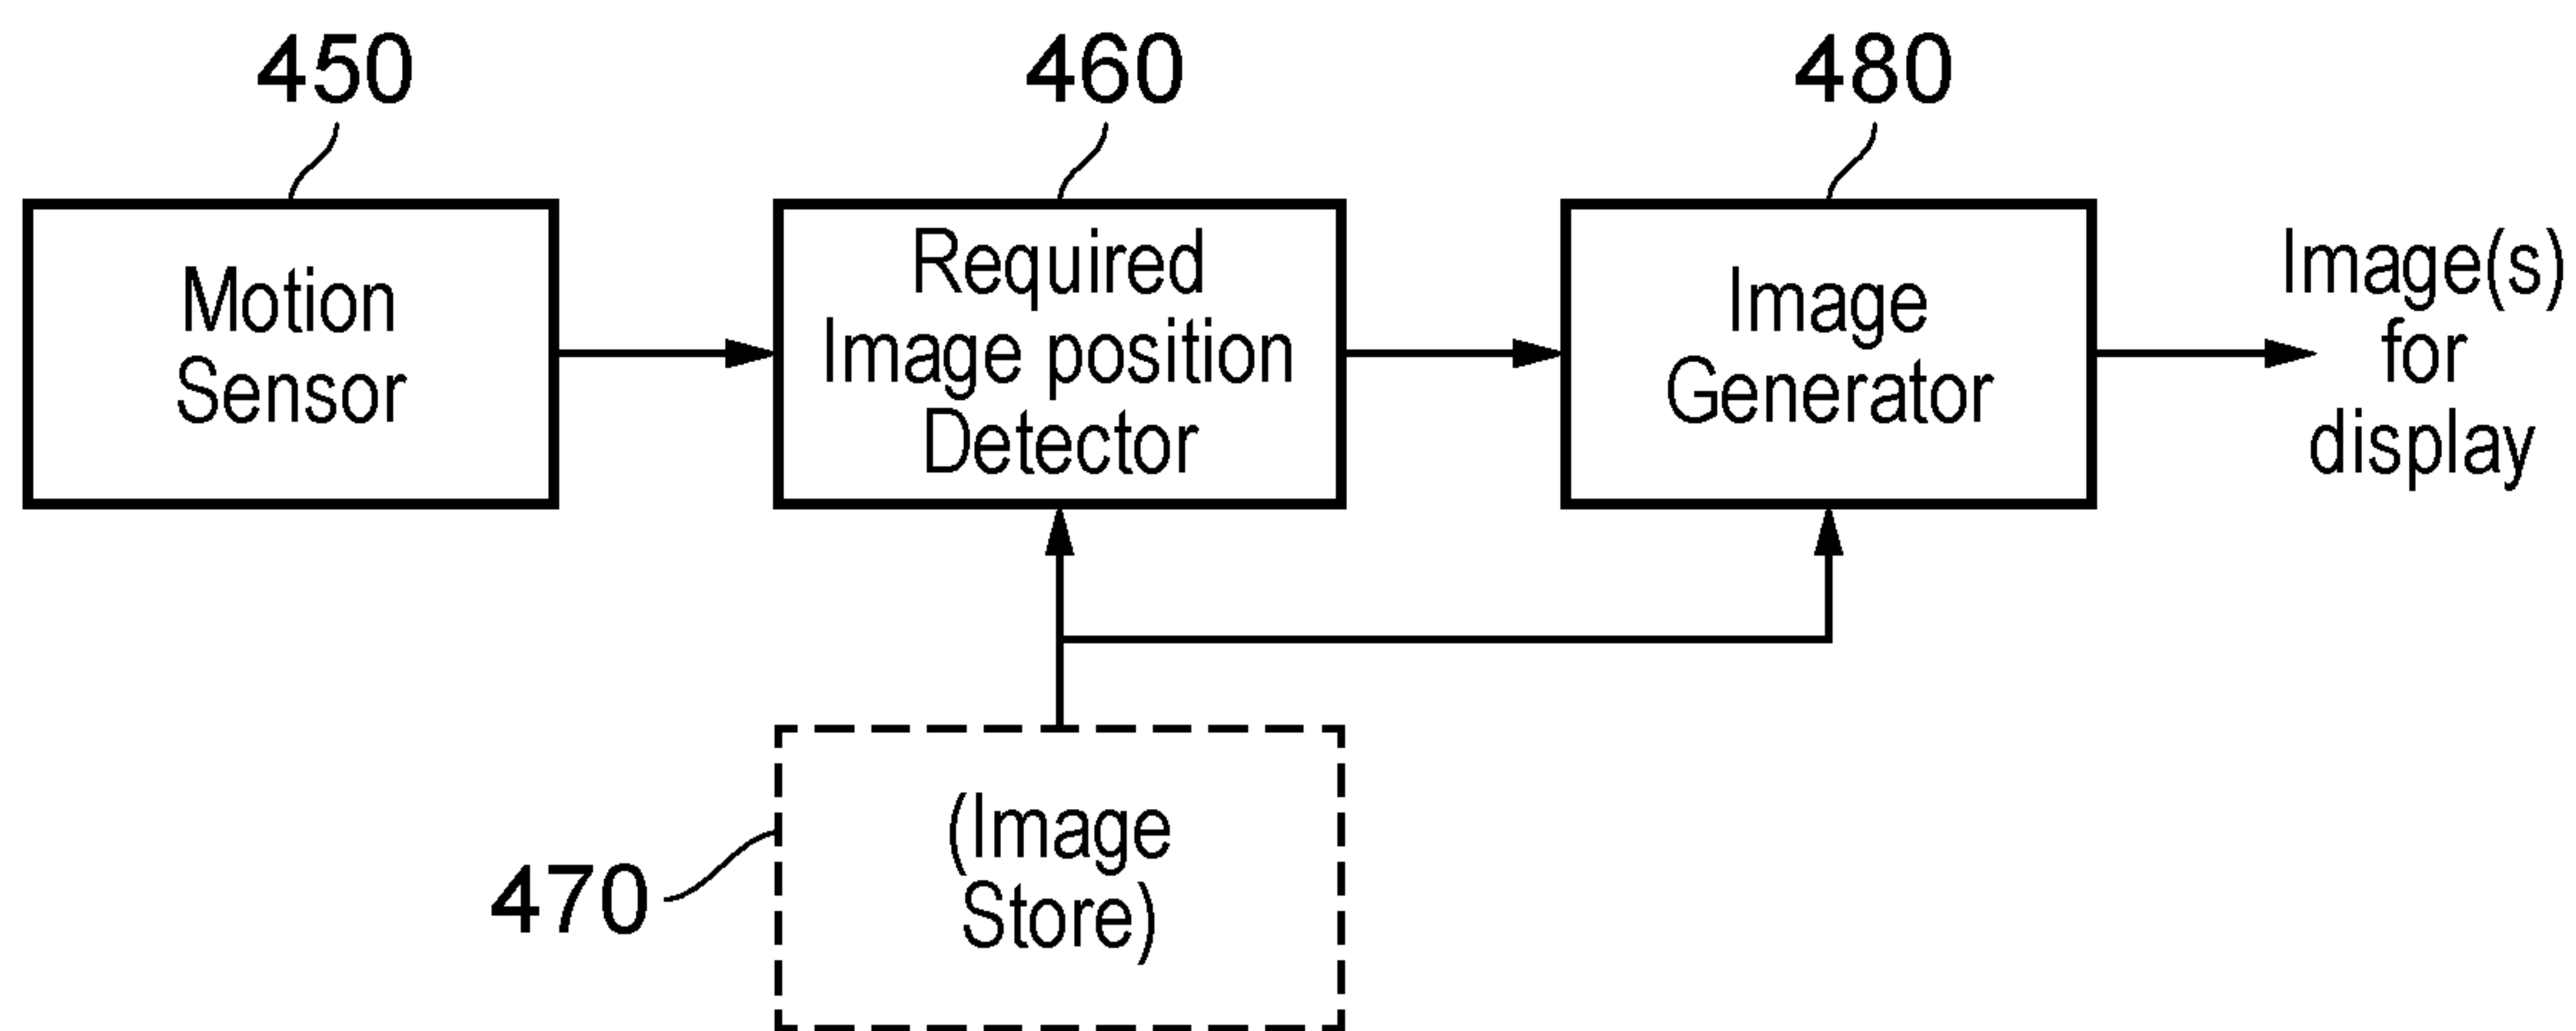 450
460
480
Motion
Sensor
Required
Image position
Detector
Image
Generator
Image(s)
for
display
(Image
Store)
470